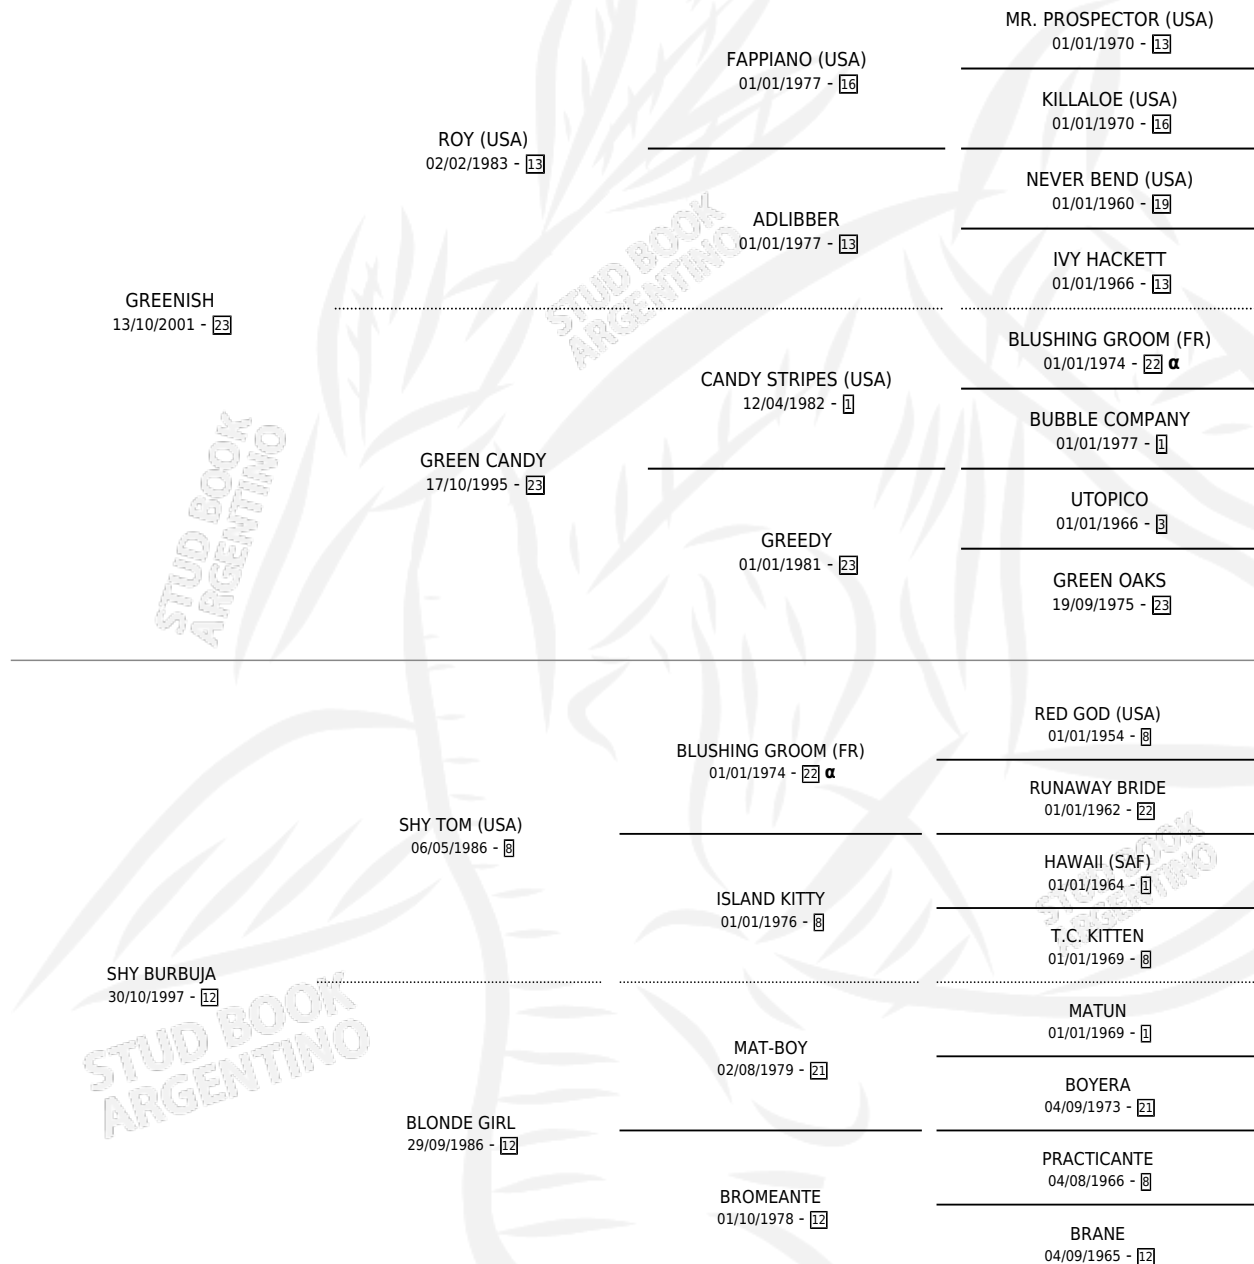 MR. PROSPECTOR (USA)
01/01/1970 - 13
FAPPIANO (USA)
01/01/1977 - 16
KILLALOE (USA)
01/01/1970 - 16
ROY (USA)
02/02/1983 - 13
NEVER BEND (USA)
01/01/1960 - 19
ADLIBBER
01/01/1977 - 13
IVY HACKETT
01/01/1966 - 13
GREENISH
13/10/2001 - 23
BLUSHING GROOM (FR)
01/01/1974 - 22 α
CANDY STRIPES (USA)
12/04/1982 - 1
BUBBLE COMPANY
01/01/1977 - 1
GREEN CANDY
17/10/1995 - 23
UTOPICO
01/01/1966 - 3
GREEDY
01/01/1981 - 23
GREEN OAKS
19/09/1975 - 23
RED GOD (USA)
01/01/1954 - 8
BLUSHING GROOM (FR)
01/01/1974 - 22 α
RUNAWAY BRIDE
01/01/1962 - 22
SHY TOM (USA)
06/05/1986 - 8
HAWAII (SAF)
01/01/1964 - 1
ISLAND KITTY
01/01/1976 - 8
T.C. KITTEN
01/01/1969 - 8
SHY BURBUJA
30/10/1997 - 12
MATUN
01/01/1969 - 1
MAT-BOY
02/08/1979 - 21
BOYERA
04/09/1973 - 21
BLONDE GIRL
29/09/1986 - 12
PRACTICANTE
04/08/1966 - 8
BROMEANTE
01/10/1978 - 12
BRANE
04/09/1965 - 12
STUD BOOK
ARGENTINO
STUD BOOK
ARGENTINO
STUD BOOK
ARGENTINO
STUD BOOK
ARGENTINO